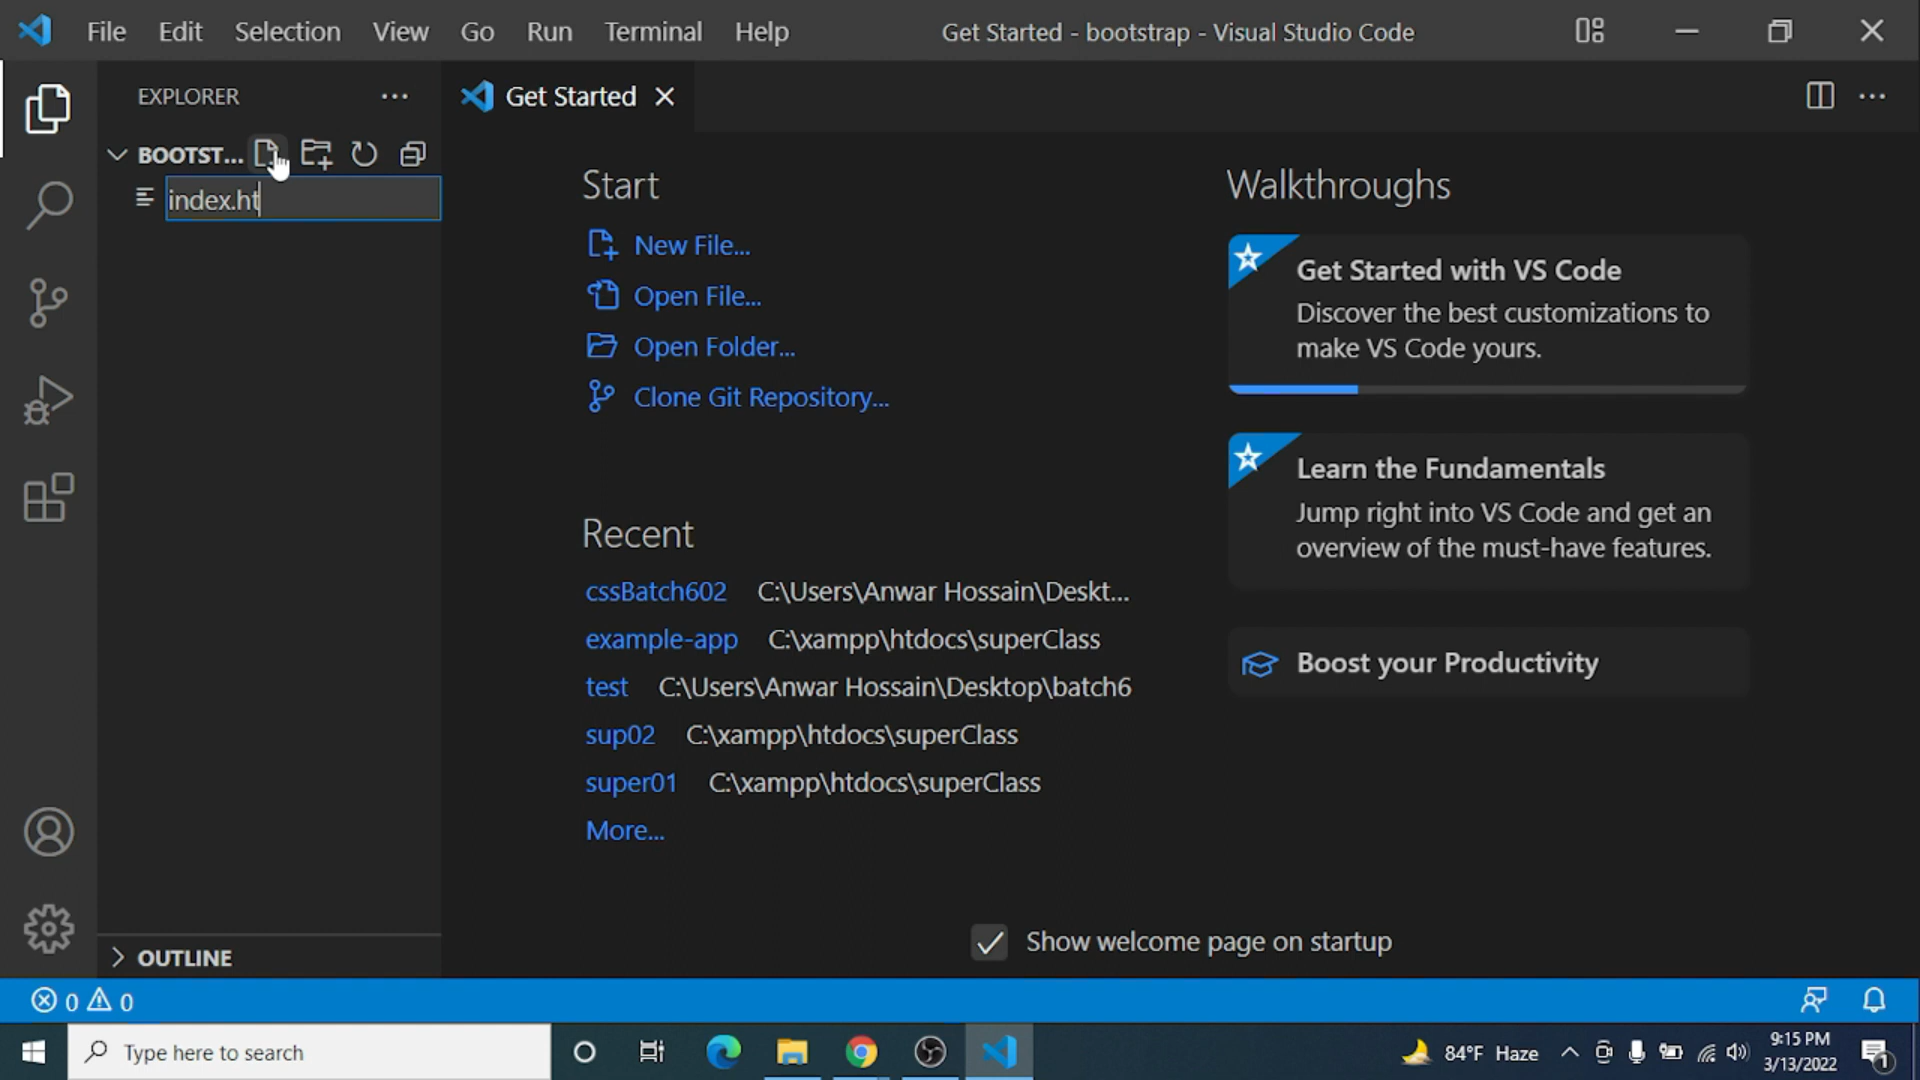 File Edit Selection View Go Run Terminal Help Get Started - bootstrap - Visual Studio Code
EXPLORER
Get Started
BOOTST...
index.ht
Start
New File...
Open File...
Open Folder...
Clone Git Repository...
Recent
cssBatch602 C:\Users\Anwar Hossain\Deskt...
example-app C:\xampp\htdocs\superClass
test C:\Users\Anwar Hossain\Desktop\batch6
sup02 C:\xampp\htdocs\superClass
super01 C:\xampp\htdocs\superClass
More...
Walkthroughs
Get Started with VS Code
Discover the best customizations to
make VS Code yours.
Learn the Fundamentals
Jump right into VS Code and get an
overview of the must-have features.
Boost your Productivity
Show welcome page on startup
OUTLINE
0 0
Type here to search
84°F Haze
9:15 PM
3/13/2022
1